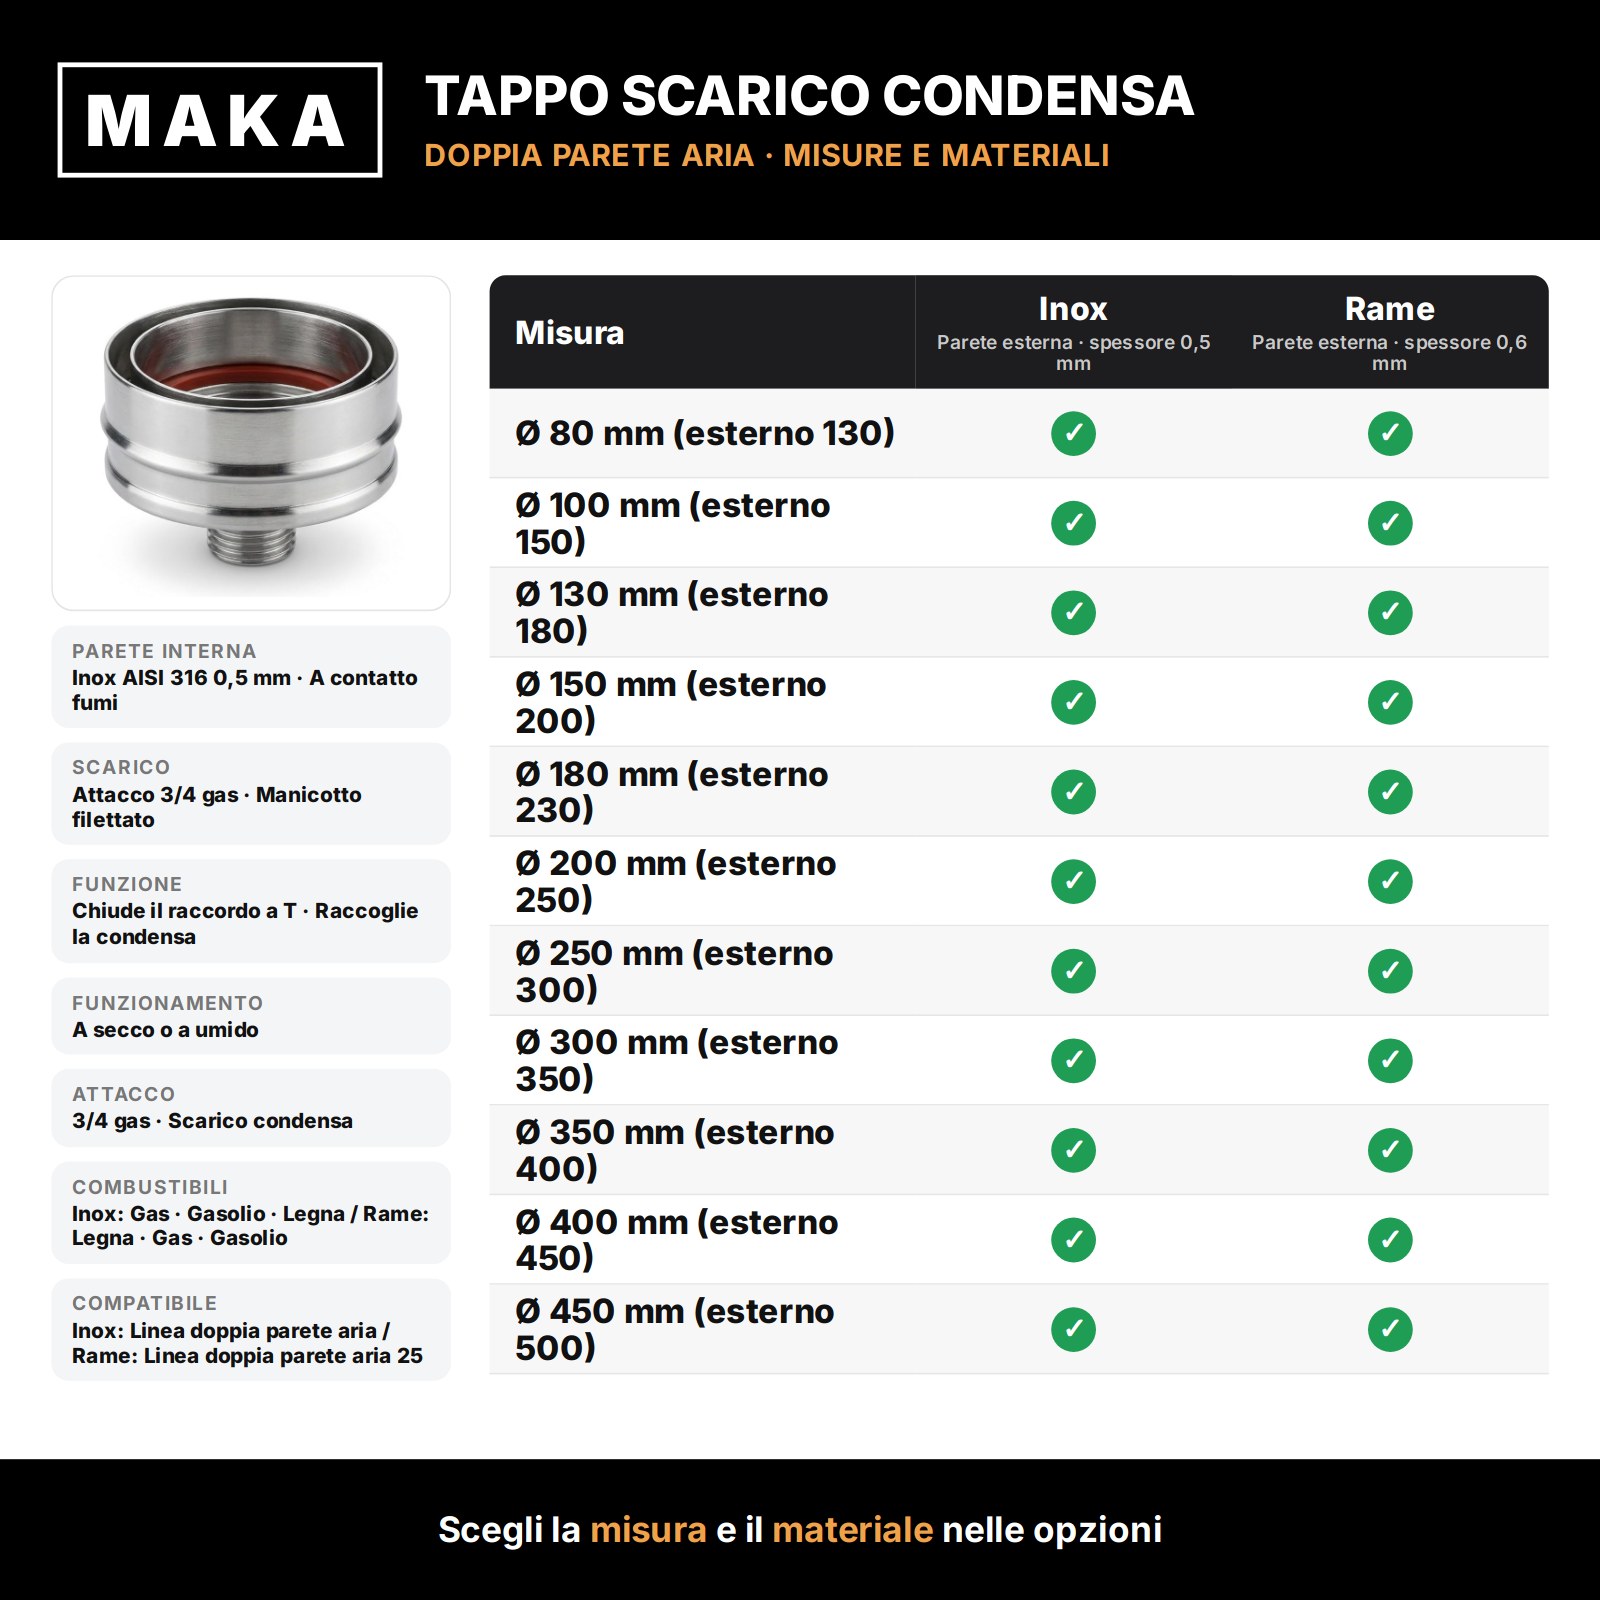 MAKA
TAPPO SCARICO CONDENSA
DOPPIA PARETE ARIA · MISURE E MATERIALI
PARETE INTERNA
Inox AISI 316 0,5 mm · A contatto
fumi
SCARICO
Attacco 3/4 gas · Manicotto
filettato
FUNZIONE
Chiude il raccordo a T · Raccoglie
la condensa
FUNZIONAMENTO
A secco o a umido
ATTACCO
3/4 gas · Scarico condensa
COMBUSTIBILI
Inox: Gas · Gasolio · Legna / Rame:
Legna · Gas · Gasolio
COMPATIBILE
Inox: Linea doppia parete aria /
Rame: Linea doppia parete aria 25
Misura
Inox
Parete esterna · spessore 0,5
mm
Rame
Parete esterna · spessore 0,6
mm
Ø 80 mm (esterno 130) ✓ ✓
Ø 100 mm (esterno
150) ✓ ✓
Ø 130 mm (esterno
180) ✓ ✓
Ø 150 mm (esterno
200) ✓ ✓
Ø 180 mm (esterno
230) ✓ ✓
Ø 200 mm (esterno
250) ✓ ✓
Ø 250 mm (esterno
300) ✓ ✓
Ø 300 mm (esterno
350) ✓ ✓
Ø 350 mm (esterno
400) ✓ ✓
Ø 400 mm (esterno
450) ✓ ✓
Ø 450 mm (esterno
500) ✓ ✓
Scegli la misura e il materiale nelle opzioni